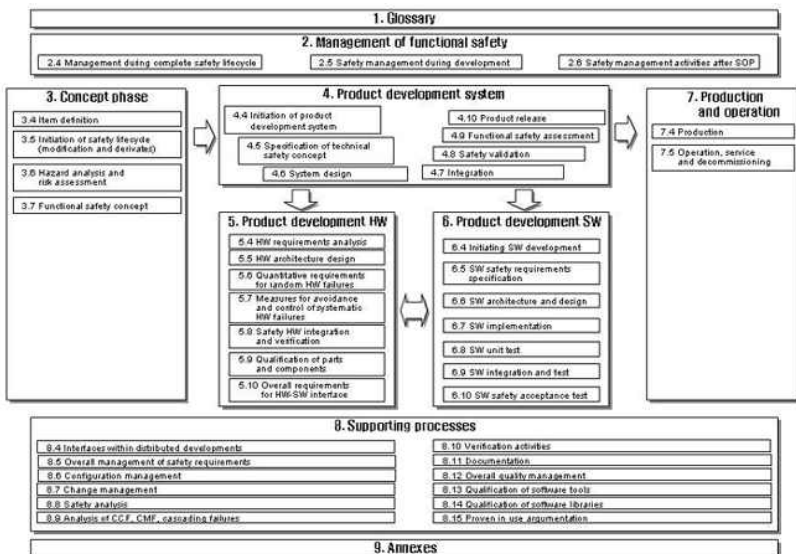 1. Glossary
2. Management of functional safety
2.4 Management during complete safety lifecycle
2.5 Safety management during development
2.6 Safety management activities after SOP
3. Concept phase
3.4 Item definition
3.5 Initiation of safety lifecycle
(modification and derivates)
3.6 Hazard analysis and
risk assessment
3.7 Functional safety concept
4. Product development system
4.4 Initiation of product
development system
4.5 Specification of technical
safety concept
4.6 System design
4.10 Product release
4.9 Functional safety assessment
4.8 Safety validation
4.7 Integration
7. Production
and operation
7.4 Production
7.5 Operation, service
and decommissioning
5. Product development HW
5.4 HW requirements analysis
5.5 HW architecture design
5.6 Quantitative requirements
for random HW failures
5.7 Measures for avoidance
and control of systematic
HW failures
5.8 Safety HW integration
and verification
5.9 Qualification of parts
and components
5.10 Overall requirements
for HW-SW interface
6. Product development SW
6.4 Initiating SW development
6.5 SW safety requirements
specification
6.6 SW architecture and design
6.7 SW implementation
6.8 SW unit test
6.9 SW integration and test
6.10 SW safety acceptance test
8. Supporting processes
8.4 Interfaces within distributed developments
8.5 Overall management of safety requirements
8.6 Configuration management
8.7 Change management
8.8 Safety analysis
8.9 Analysis of CCF, CMF, cascading failures
8.10 Verification activities
8.11 Documentation
8.12 Overall quality management
8.13 Qualification of software tools
8.14 Qualification of software libraries
8.15 Proven in use argumentation
9. Annexes